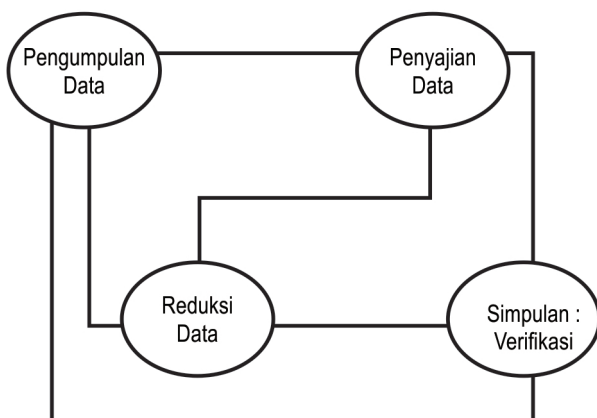 Pengumpulan
Data
Penyajian
Data
Reduksi
Data
Simpulan :
Verifikasi